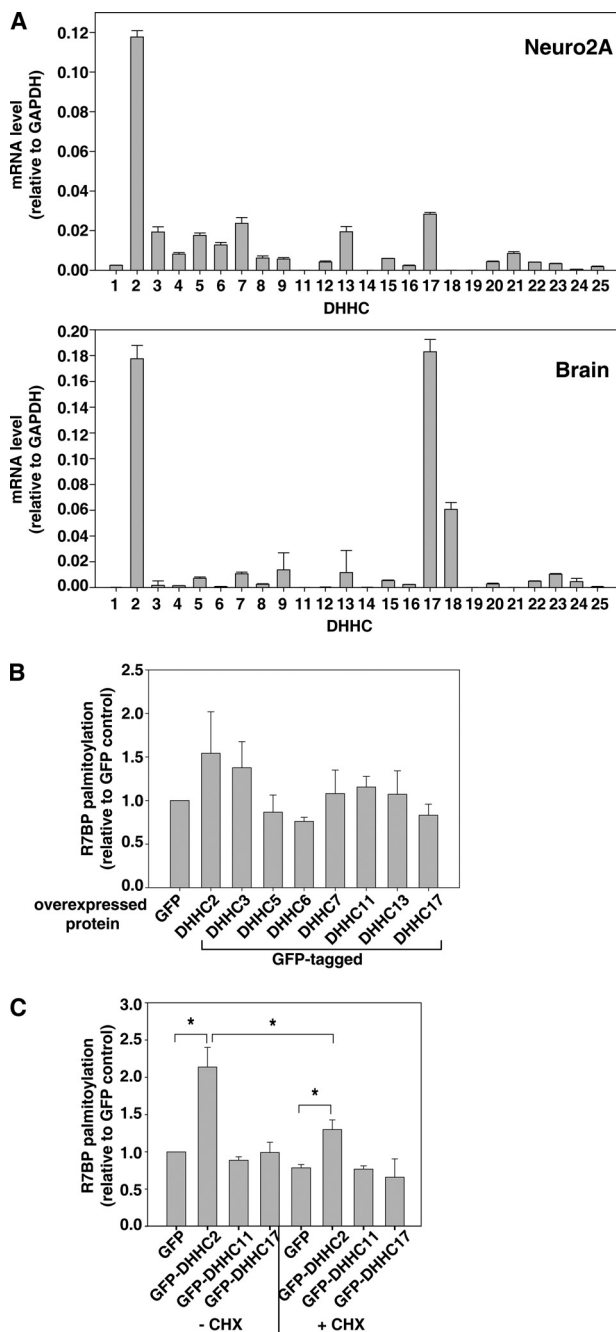 A
Neuro2A
mRNA level
(relative to GAPDH)
0.12
0.10
0.08
0.06
0.04
0.02
0.00
1 2 3 4 5 6 7 8 9 11 12 13 14 15 16 17 18 19 20 21 22 23 24 25
DHHC
Brain
mRNA level
(relative to GAPDH)
0.20
0.18
0.16
0.14
0.12
0.10
0.08
0.06
0.04
0.02
0.00
1 2 3 4 5 6 7 8 9 11 12 13 14 15 16 17 18 19 20 21 22 23 24 25
DHHC
B
R7BP palmitoylation
(relative to GFP control)
2.5
2.0
1.5
1.0
0.5
0.0
overexpressed
protein
GFP
DHHC2
DHHC3
DHHC5
DHHC6
DHHC7
DHHC11
DHHC13
DHHC17
GFP-tagged
C
R7BP palmitoylation
(relative to GFP control)
3.0
2.5
2.0
1.5
1.0
0.5
0.0
* * *
GFP
GFP-DHHC2
GFP-DHHC11
GFP-DHHC17
GFP
GFP-DHHC2
GFP-DHHC11
GFP-DHHC17
- CHX
+ CHX